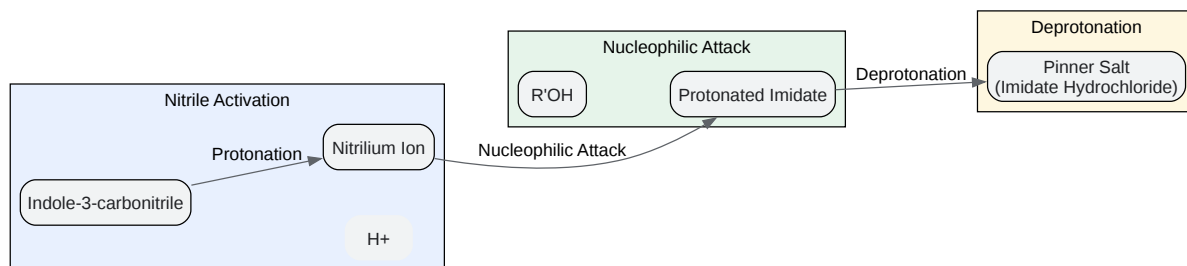 Nitrile Activation
Indole-3-carbonitrile
Protonation
Nitrilium Ion
H+
Nucleophilic Attack
Nucleophilic Attack
R'OH
Protonated Imidate
Deprotonation
Deprotonation
Pinner Salt
(Imidate Hydrochloride)